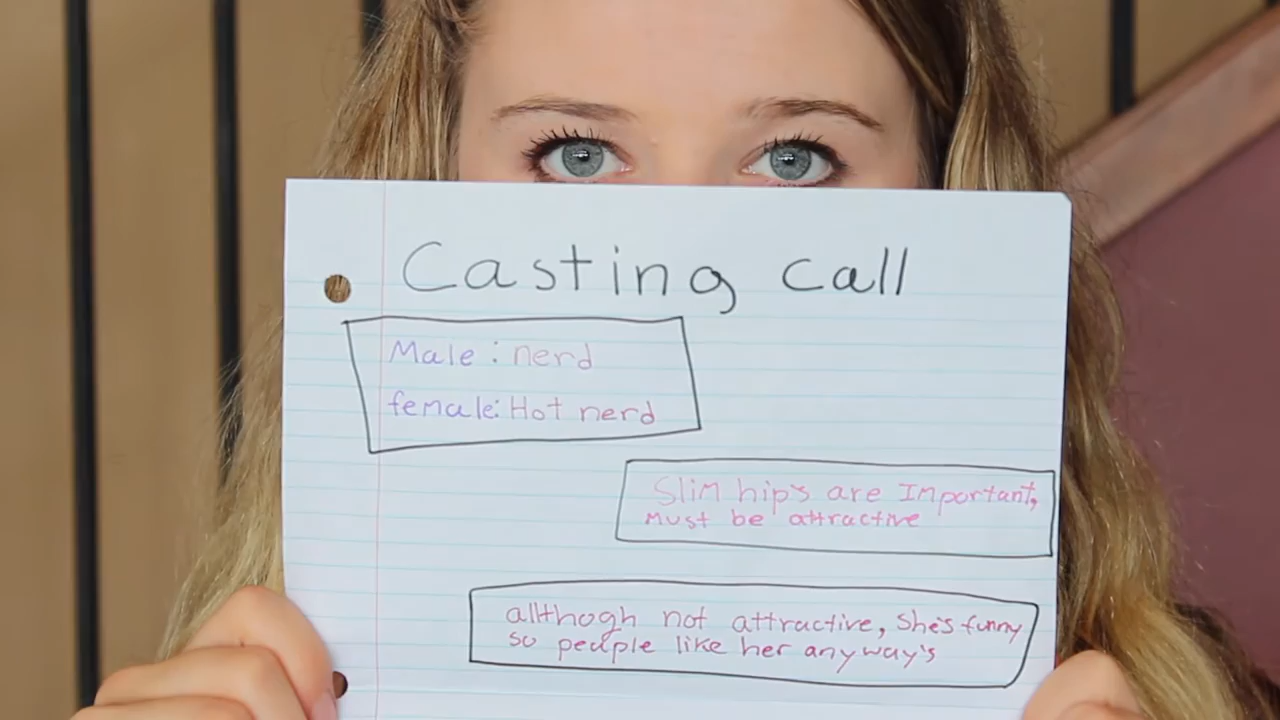 Casting call
Male: nerd
female: Hot nerd
Slim hip's are Important,
Must be attractive
allthogh not attractive, she's funny
so people like her anyway's